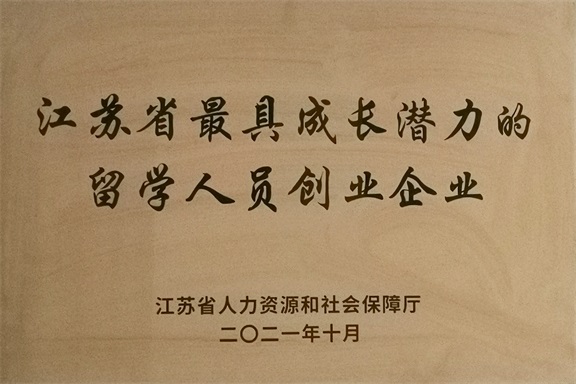 江苏省最具成长潜力的
留学人员创业企业
江苏省人力资源和社会保障厅
二〇二一年十月